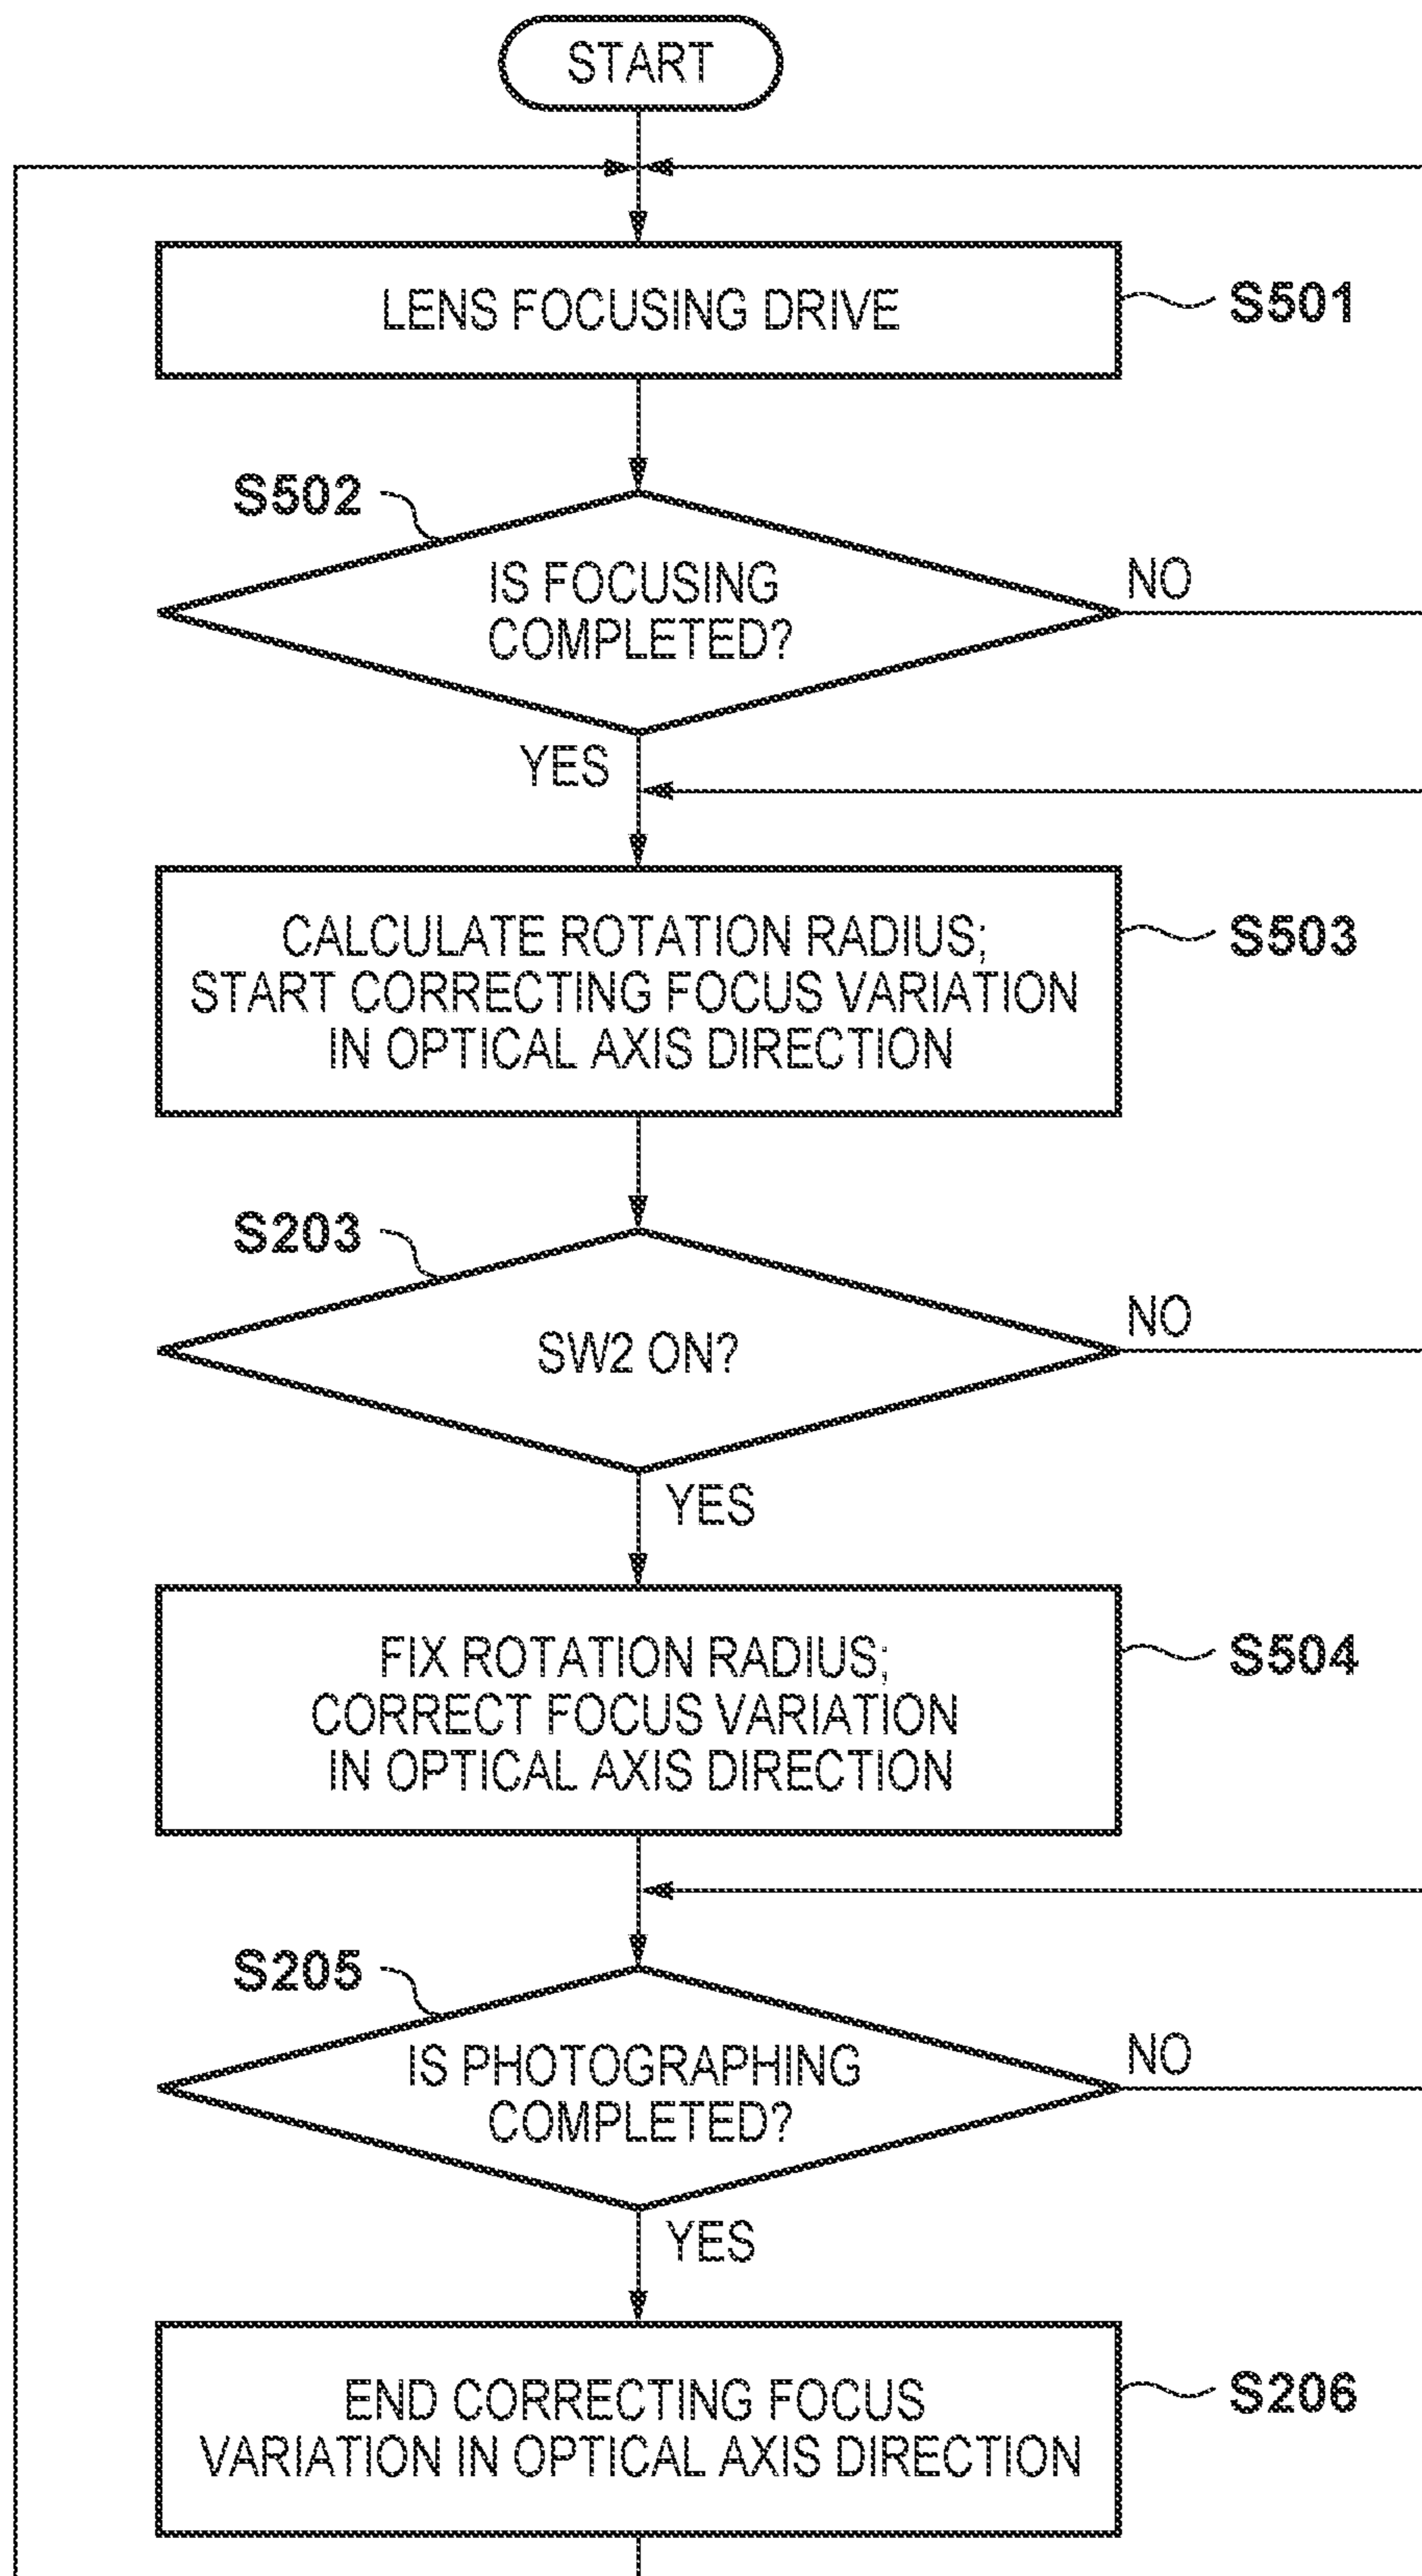 START
LENS FOCUSING DRIVE
S501
S502
IS FOCUSING
COMPLETED?
NO
YES
CALCULATE ROTATION RADIUS;
START CORRECTING FOCUS VARIATION
IN OPTICAL AXIS DIRECTION
S503
S203
SW2 ON?
NO
YES
FIX ROTATION RADIUS;
CORRECT FOCUS VARIATION
IN OPTICAL AXIS DIRECTION
S504
S205
IS PHOTOGRAPHING
COMPLETED?
NO
YES
END CORRECTING FOCUS
VARIATION IN OPTICAL AXIS DIRECTION
S206